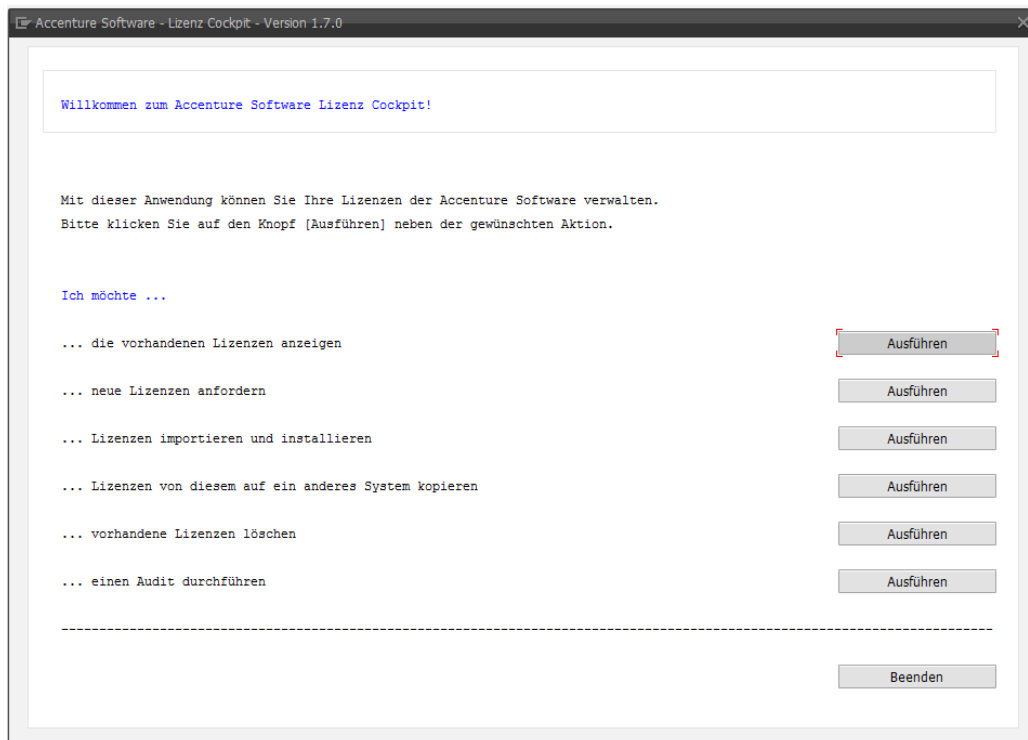 Accenture Software - Lizenz Cockpit - Version 1.7.0
Willkommen zum Accenture Software Lizenz Cockpit!
Mit dieser Anwendung können Sie Ihre Lizenzen der Accenture Software verwalten.
Bitte klicken Sie auf den Knopf [Ausführen] neben der gewünschten Aktion.
Ich möchte ...
... die vorhandenen Lizenzen anzeigen Ausführen
... neue Lizenzen anfordern Ausführen
... Lizenzen importieren und installieren Ausführen
... Lizenzen von diesem auf ein anderes System kopieren Ausführen
... vorhandene Lizenzen löschen Ausführen
... einen Audit durchführen Ausführen
Beenden